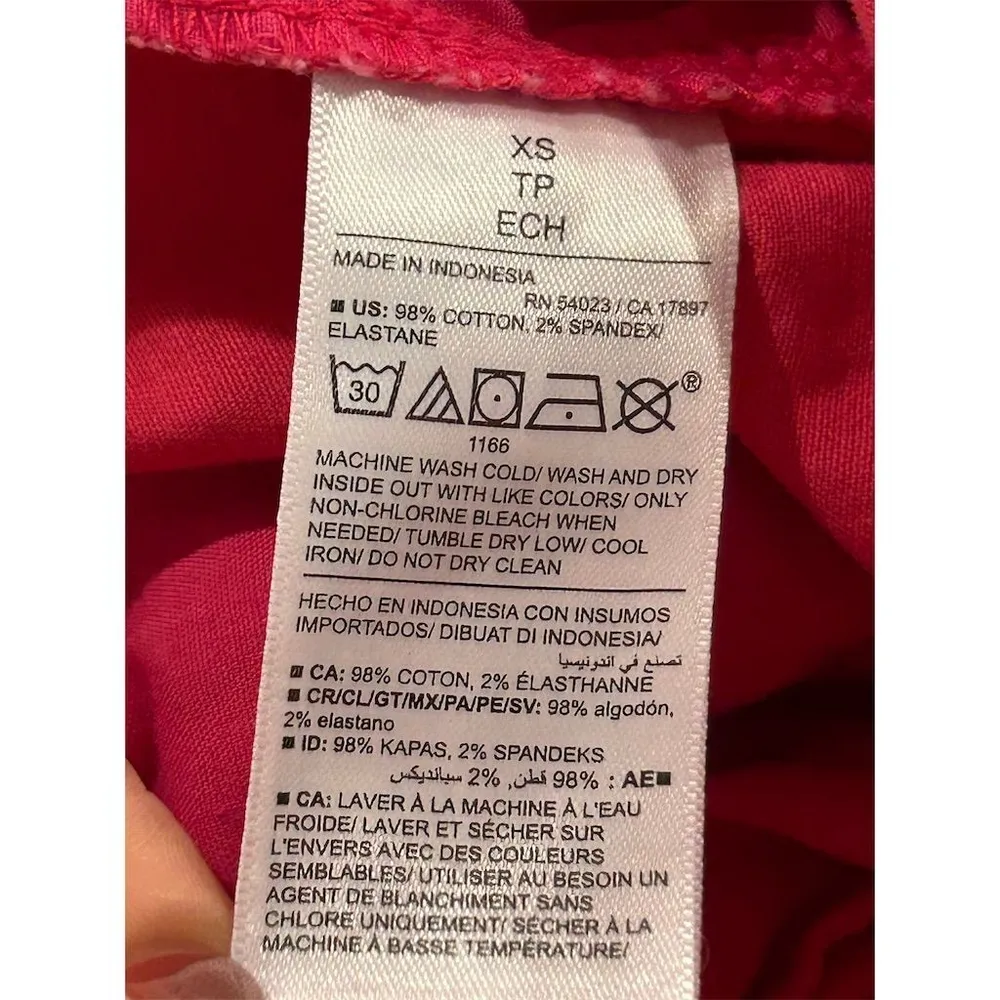 XS
TP
ECH
MADE IN INDONESIA
RN 54023 / CA 17897
US: 98% COTTON, 2% SPANDEX/
ELASTANE
30
®
1166
MACHINE WASH COLD/ WASH AND DRY
INSIDE OUT WITH LIKE COLORS/ ONLY
NON-CHLORINE BLEACH WHEN
NEEDED/ TUMBLE DRY LOW/ COOL
IRON/ DO NOT DRY CLEAN
HECHO EN INDONESIA CON INSUMOS
IMPORTADOS/ DIBUAT DI INDONESIA/
تصنع في اندونيسيا
CA: 98% COTON, 2% ÉLASTHANNE
CR/CL/GT/MX/PA/PE/SV: 98% algodón,
2% elastano
ID: 98% KAPAS, 2% SPANDEKS
AE : 98% قطن, 2% سباندیکس
CA: LAVER À LA MACHINE À L'EAU
FROIDE/ LAVER ET SÉCHER SUR
L'ENVERS AVEC DES COULEURS
SEMBLABLES/ UTILISER AU BESOIN UN
AGENT DE BLANCHIMENT SANS
CHLORE UNIQUEMENT/ SÉCHER À LA
MACHINE À BASSE TEMPÉRATURE/